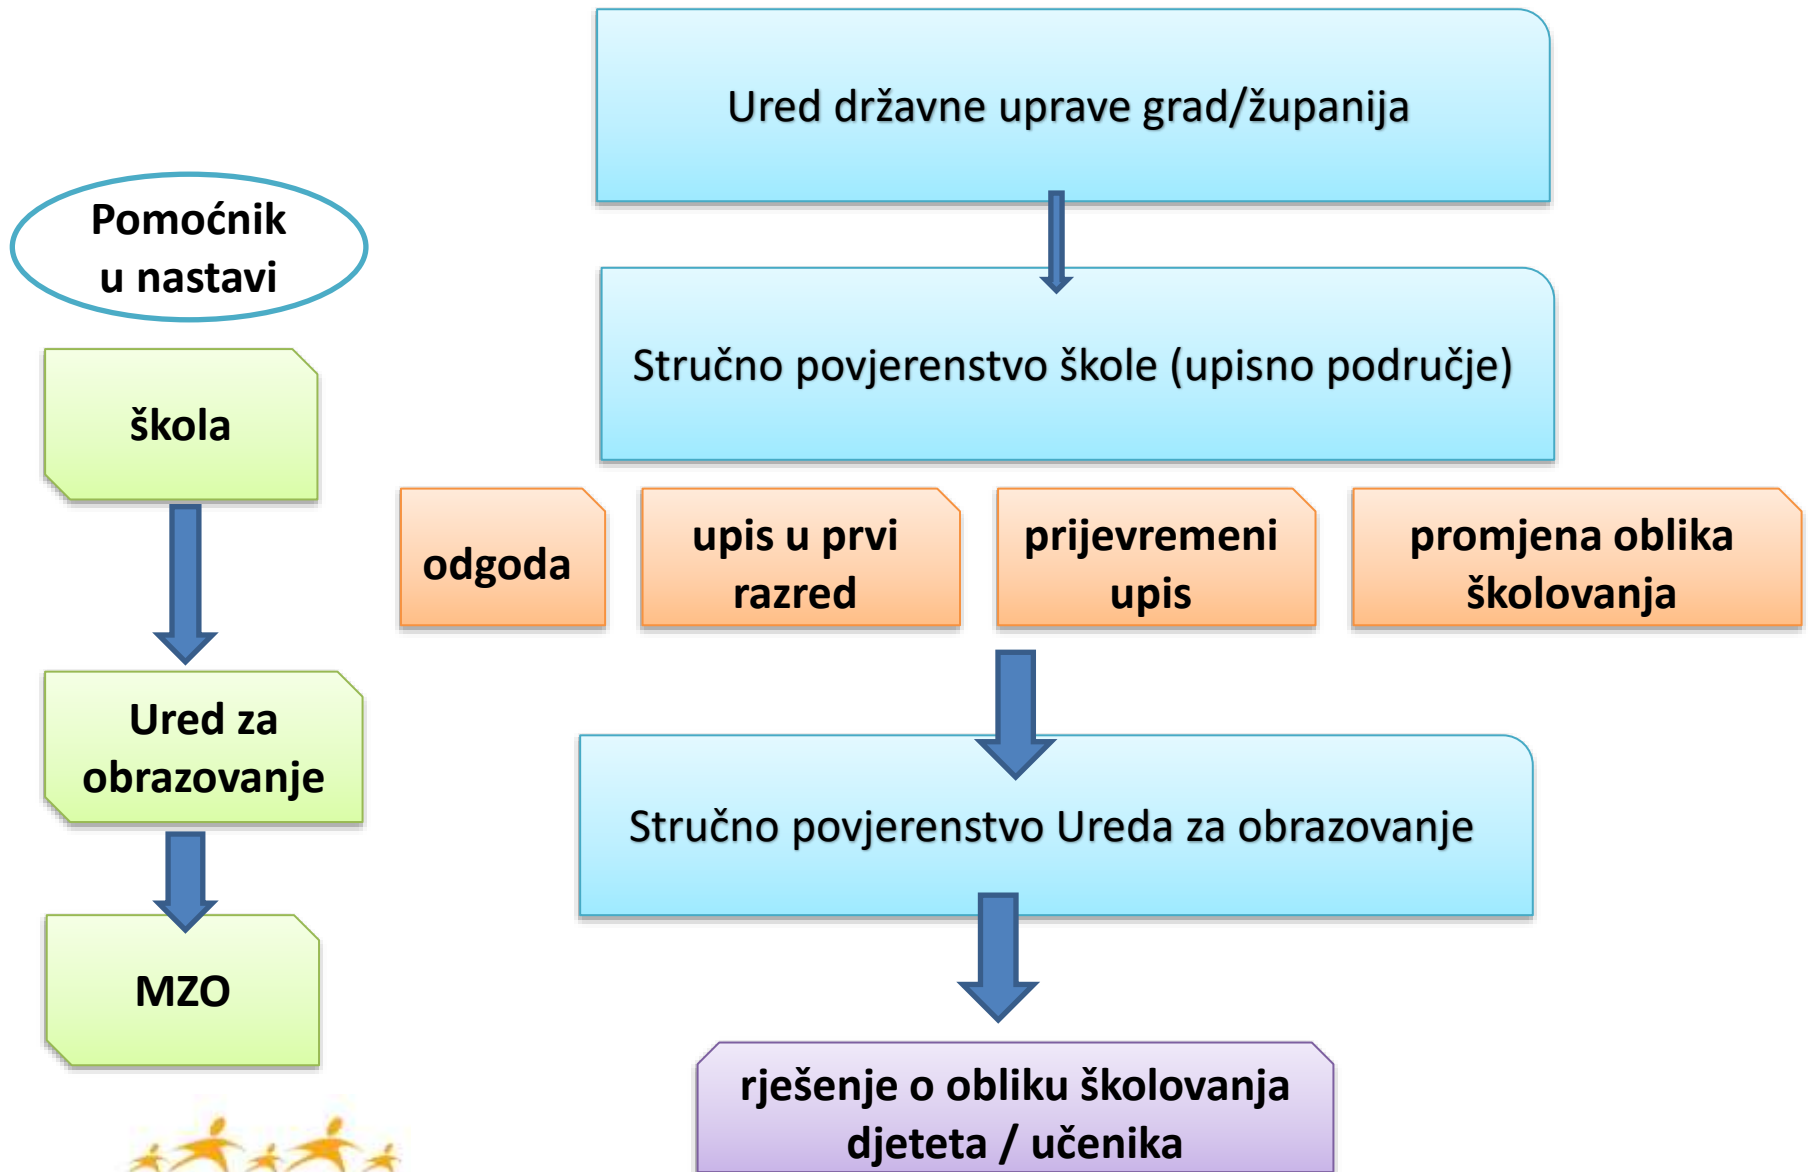 Ured državne uprave grad/županija
Pomoćnik
u nastavi
Stručno povjerenstvo škole (upisno područje)
škola
odgoda
upis u prvi
razred
prijevremeni
upis
promjena oblika
školovanja
Ured za
obrazovanje
Stručno povjerenstvo Ureda za obrazovanje
MZO
rješenje o obliku školovanja
djeteta / učenika